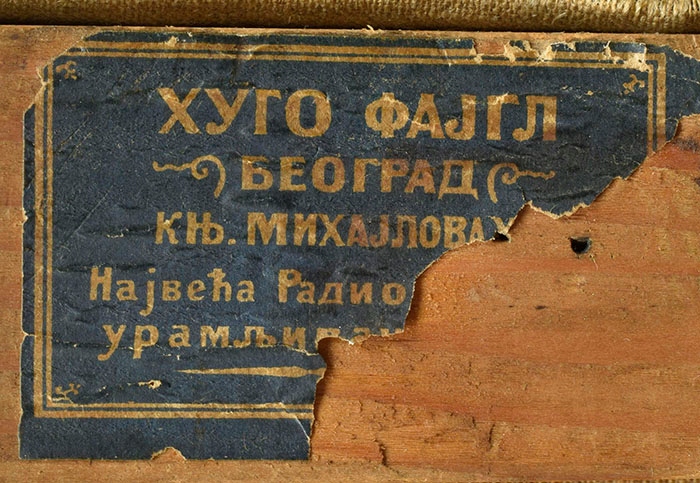 ХУГО ФАЈГЛ
БЕОГРАД
КЊ. МИХАЈЛОВА
Највећа Радио